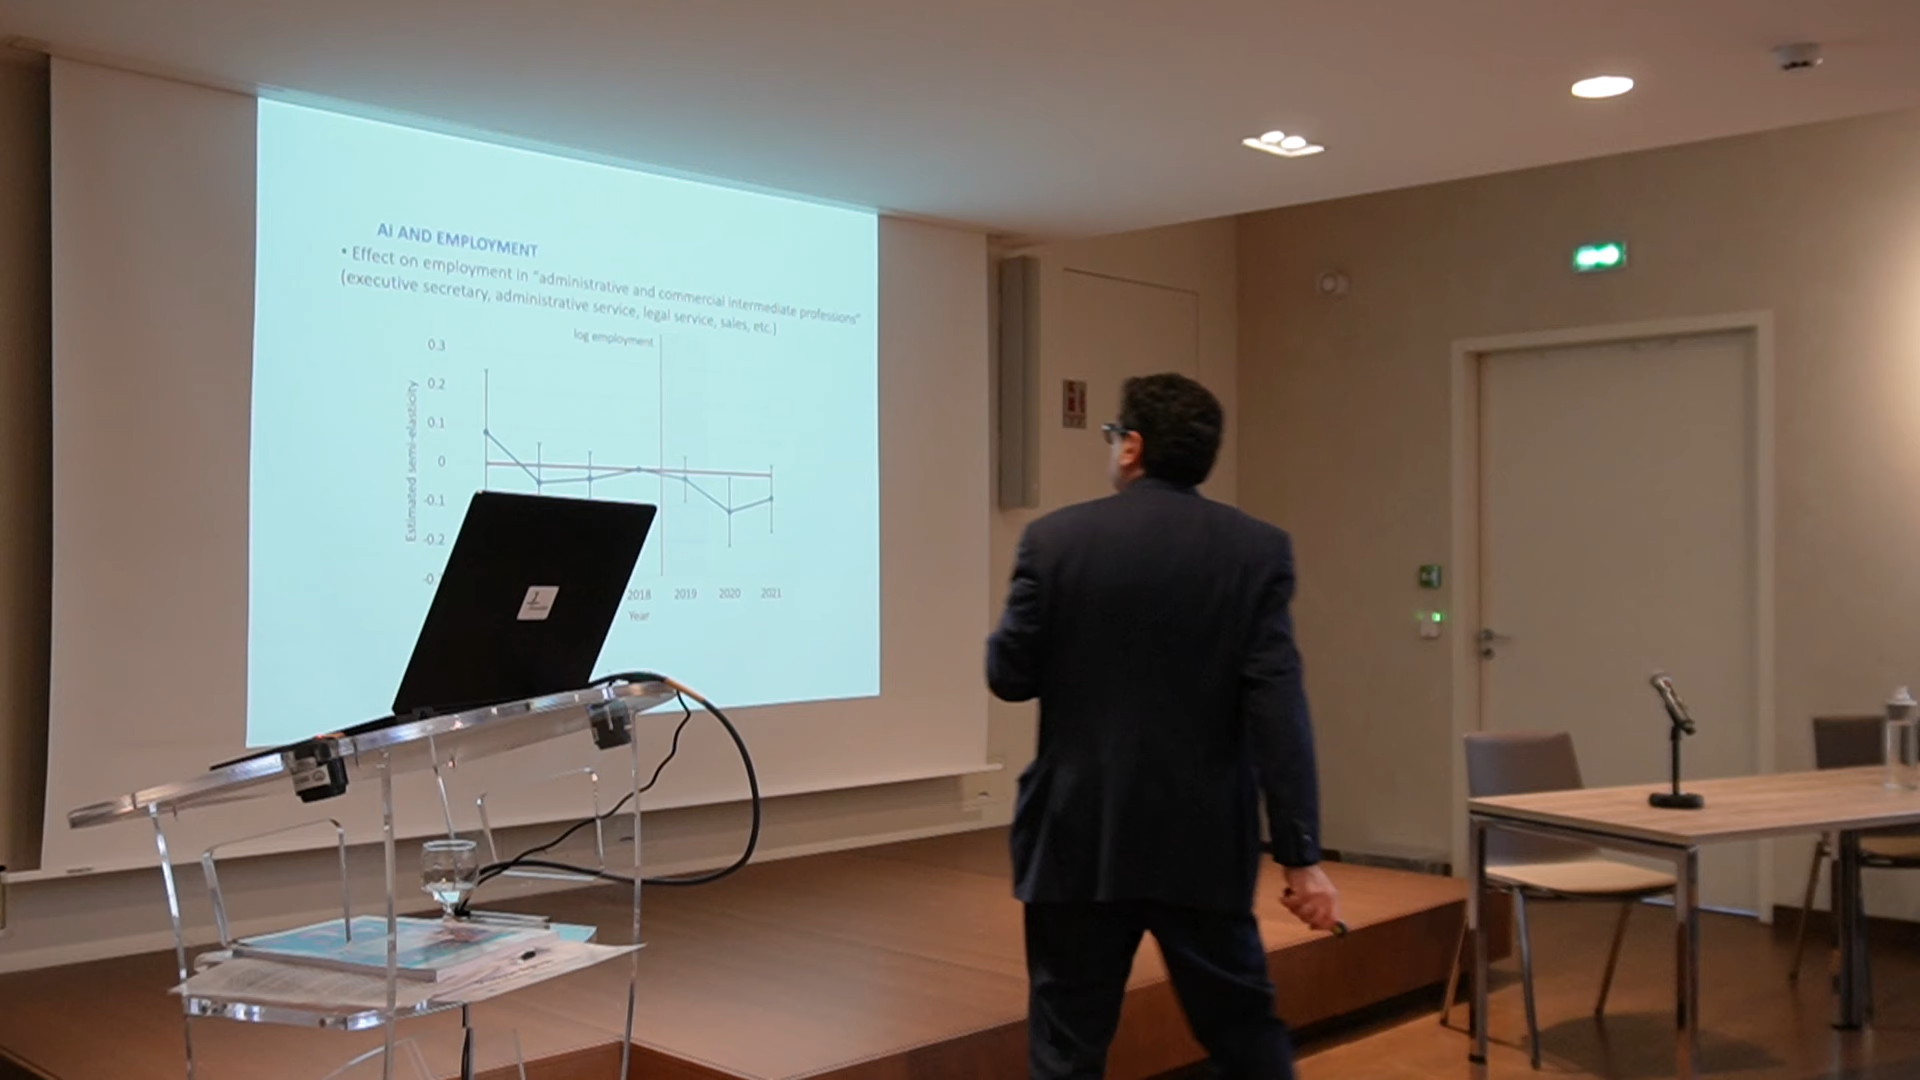 AI AND EMPLOYMENT
• Effect on employment in "administrative and commercial intermediate professions"
(executive secretary, administrative service, legal service, sales, etc.)
log employment
0.3
0.2
0.1
0
-0.1
-0.2
-0.
Estimated semi-elasticity
2018 2019 2020 2021
Year